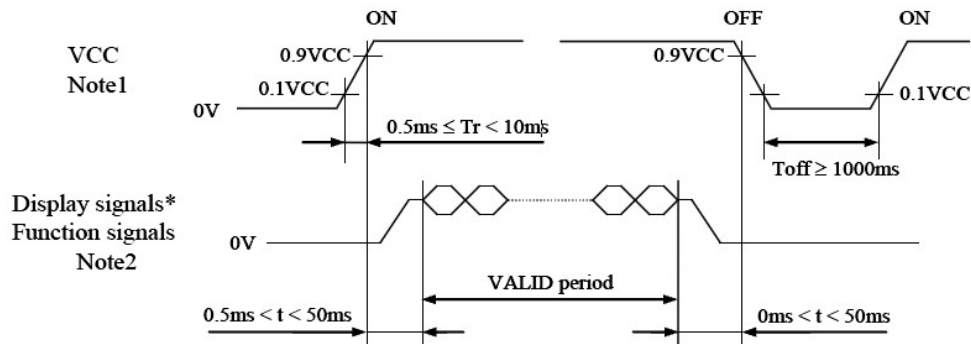 ON OFF ON
VCC
Note1
0.9VCC 0.9VCC
0.1VCC 0.1VCC
0V
0.5ms ≤ Tr < 10ms
Toff ≥ 1000ms
Display signals*
Function signals
Note2
0V
VALID period
0.5ms < t < 50ms 0ms < t < 50ms